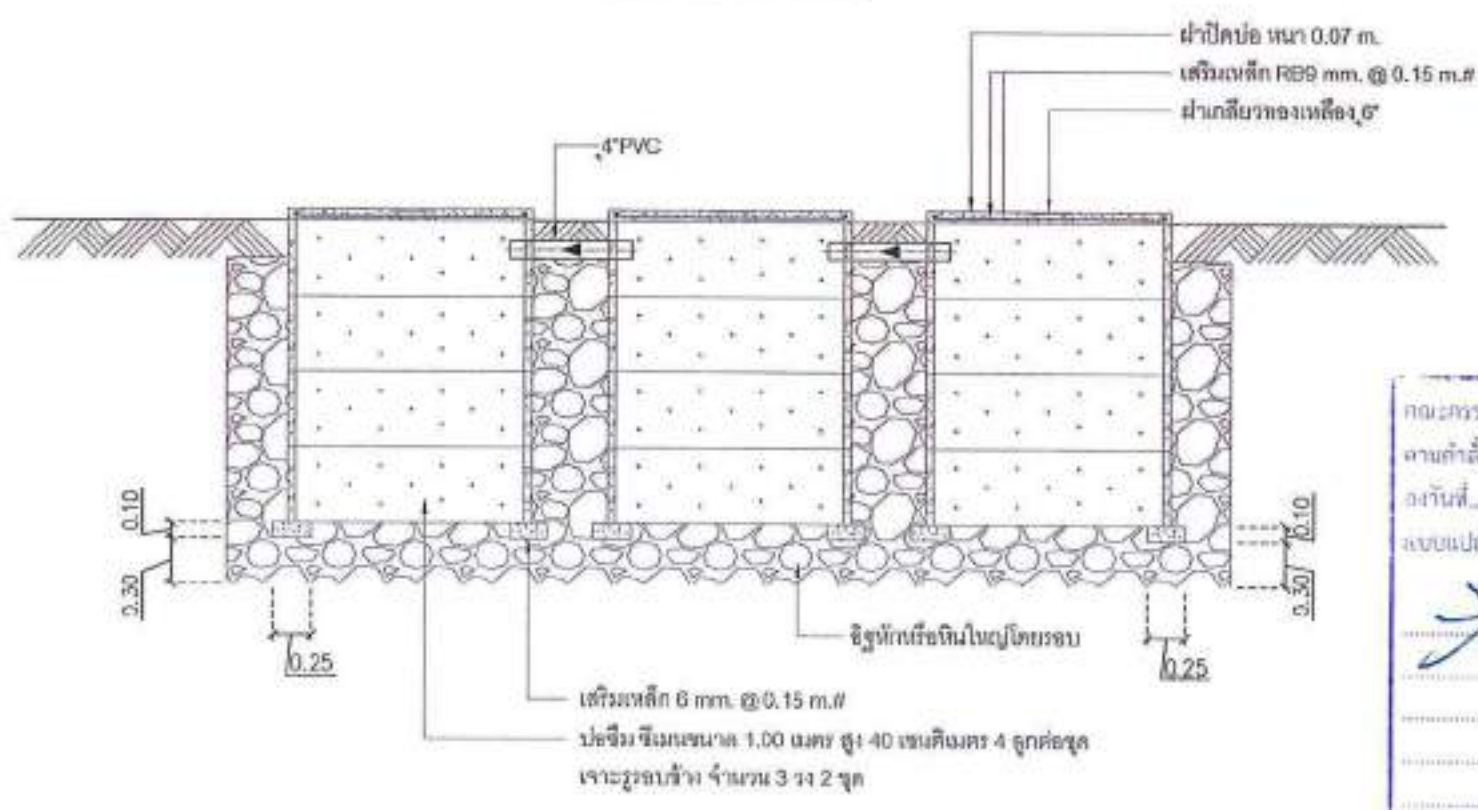 ฝาปิดบ่อ หนา 0.07 m.
เสริมเหล็ก RB9 mm. @ 0.15 m.#
ฝาเกลียวทองเหลือง 6"
4"PVC
0.10
0.30
0.25
0.10
0.30
0.25
อิฐหักหรือหินใหญ่โดยรอบ
เสริมเหล็ก 6 mm. @ 0.15 m.#
บ่อซึม ซีเมนขนาด 1.00 เมตร สูง 40 เซนติเมตร 4 ลูกต่อชุด
เจาะรูรอบข้าง จำนวน 3 วง 2 ชุด